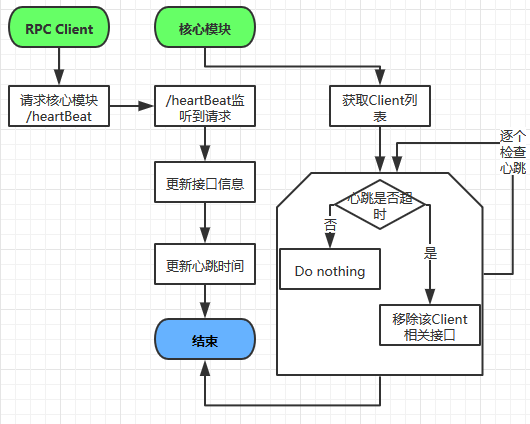 RPC Client
核心模块
请求核心模块
/heartBeat
/heartBeat监
听到请求
获取Client列
表
逐个
检查
心跳
更新接口信息
心跳是否超
时
否
是
更新心跳时间
Do nothing
移除该Client
相关接口
结束